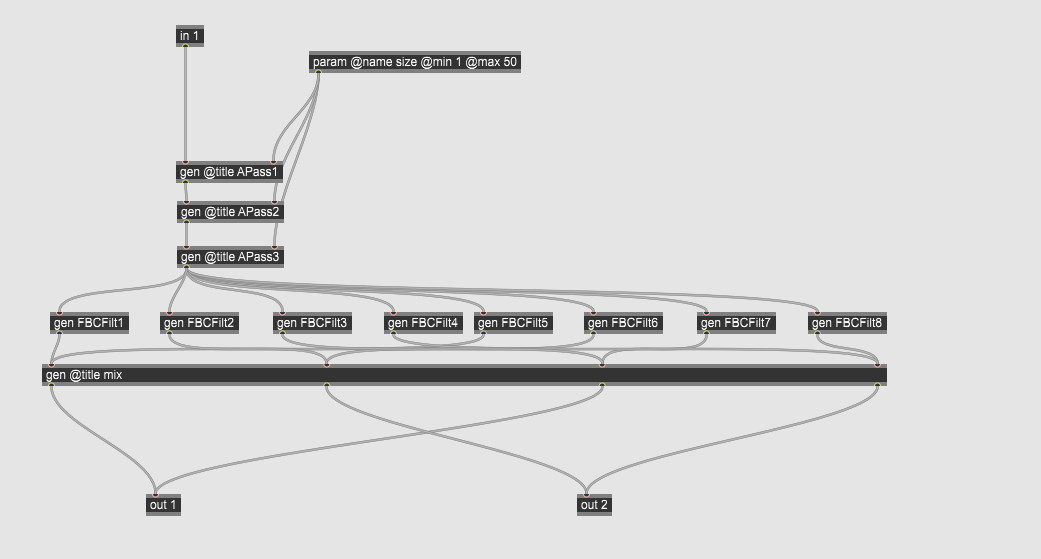 in 1
param @name size @min 1 @max 50
gen @title APass1
gen @title APass2
gen @title APass3
gen FBCFilt1
gen FBCFilt2
gen FBCFilt3
gen FBCFilt4
gen FBCFilt5
gen FBCFilt6
gen FBCFilt7
gen FBCFilt8
gen @title mix
out 1
out 2